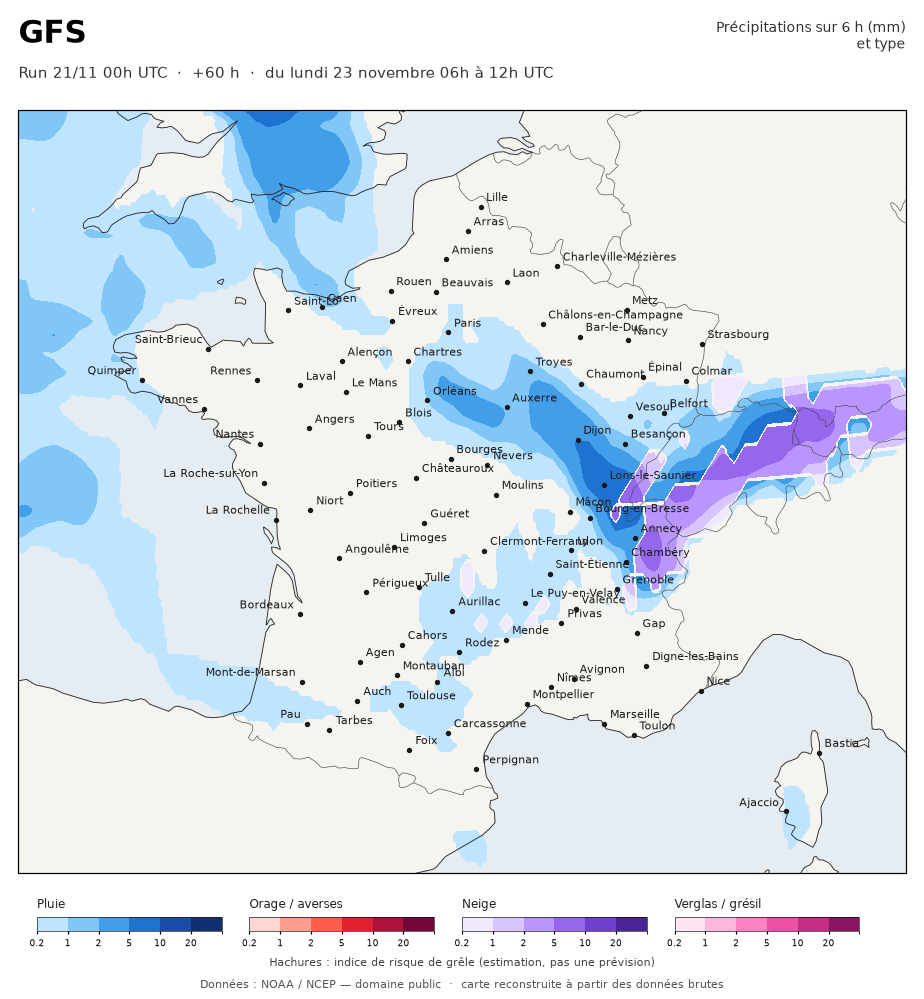 GFS
Précipitations sur 6 h (mm)
et type
Run 21/11 00h UTC · +60 h · du lundi 23 novembre 06h à 12h UTC
Lille
Arras
Amiens
Charleville-Mézières
Laon
Rouen
Beauvais
Saint-Lô
Caen
Metz
Évreux
Châlons-en-Champagne
Paris
Bar-le-Duc
Nancy
Strasbourg
Saint-Brieuc
Alençon
Chartres
Quimper
Rennes
Laval
Le Mans
Troyes
Chaumont
Épinal
Colmar
Vannes
Orléans
Auxerre
Vesoul
Belfort
Angers
Tours
Blois
Nantes
Dijon
Besançon
Bourges
Nevers
La Roche-sur-Yon
Châteauroux
Lons-le-Saunier
Poitiers
Moulins
Niort
La Rochelle
Mâcon
Bourg-en-Bresse
Guéret
Annecy
Limoges
Angoulême
Clermont-Ferrand
Lyon
Chambéry
Saint-Étienne
Périgueux
Tulle
Grenoble
Bordeaux
Aurillac
Le Puy-en-Velay
Valence
Privas
Cahors
Rodez
Mende
Gap
Agen
Montauban
Albi
Digne-les-Bains
Mont-de-Marsan
Nîmes
Avignon
Nice
Auch
Toulouse
Montpellier
Pau
Tarbes
Carcassonne
Marseille
Toulon
Foix
Perpignan
Bastia
Ajaccio
Pluie
Orage / averses
Neige
Verglas / grésil
0.2 1 2 5 10 20
0.2 1 2 5 10 20
0.2 1 2 5 10 20
0.2 1 2 5 10 20
Hachures : indice de risque de grêle (estimation, pas une prévision)
Données : NOAA / NCEP — domaine public · carte reconstruite à partir des données brutes